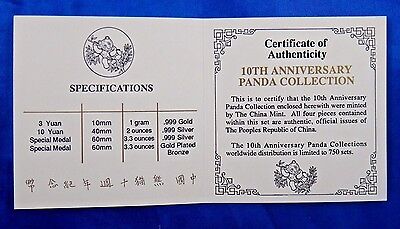 SPECIFICATIONS
3 Yuan 10mm 1 gram .999 Gold
10 Yuan 40mm 2 ounces .999 Silver
Special Medal 60mm 3.3 ounces .999 Silver
Special Medal 60mm 3.3 ounces Gold Plated
Bronze
中國熊貓十週年紀念幣
Certificate of
Authenticity
10TH ANNIVERSARY
PANDA COLLECTION
This is to certify that the 10th Anniversary
Panda Collection enclosed herewith were minted
by The China Mint. All four pieces contained
within this set are authentic, official issues of
The Peoples Republic of China.
The 10th Anniversary Panda Collections
worldwide distribution is limited to 750 sets.